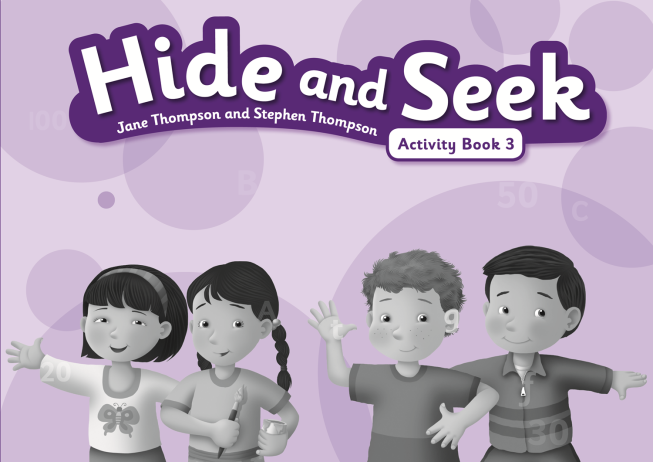 Hide and Seek
Jane Thompson and Stephen Thompson
Activity Book 3
100
B
50
C
A
9
20
F
30